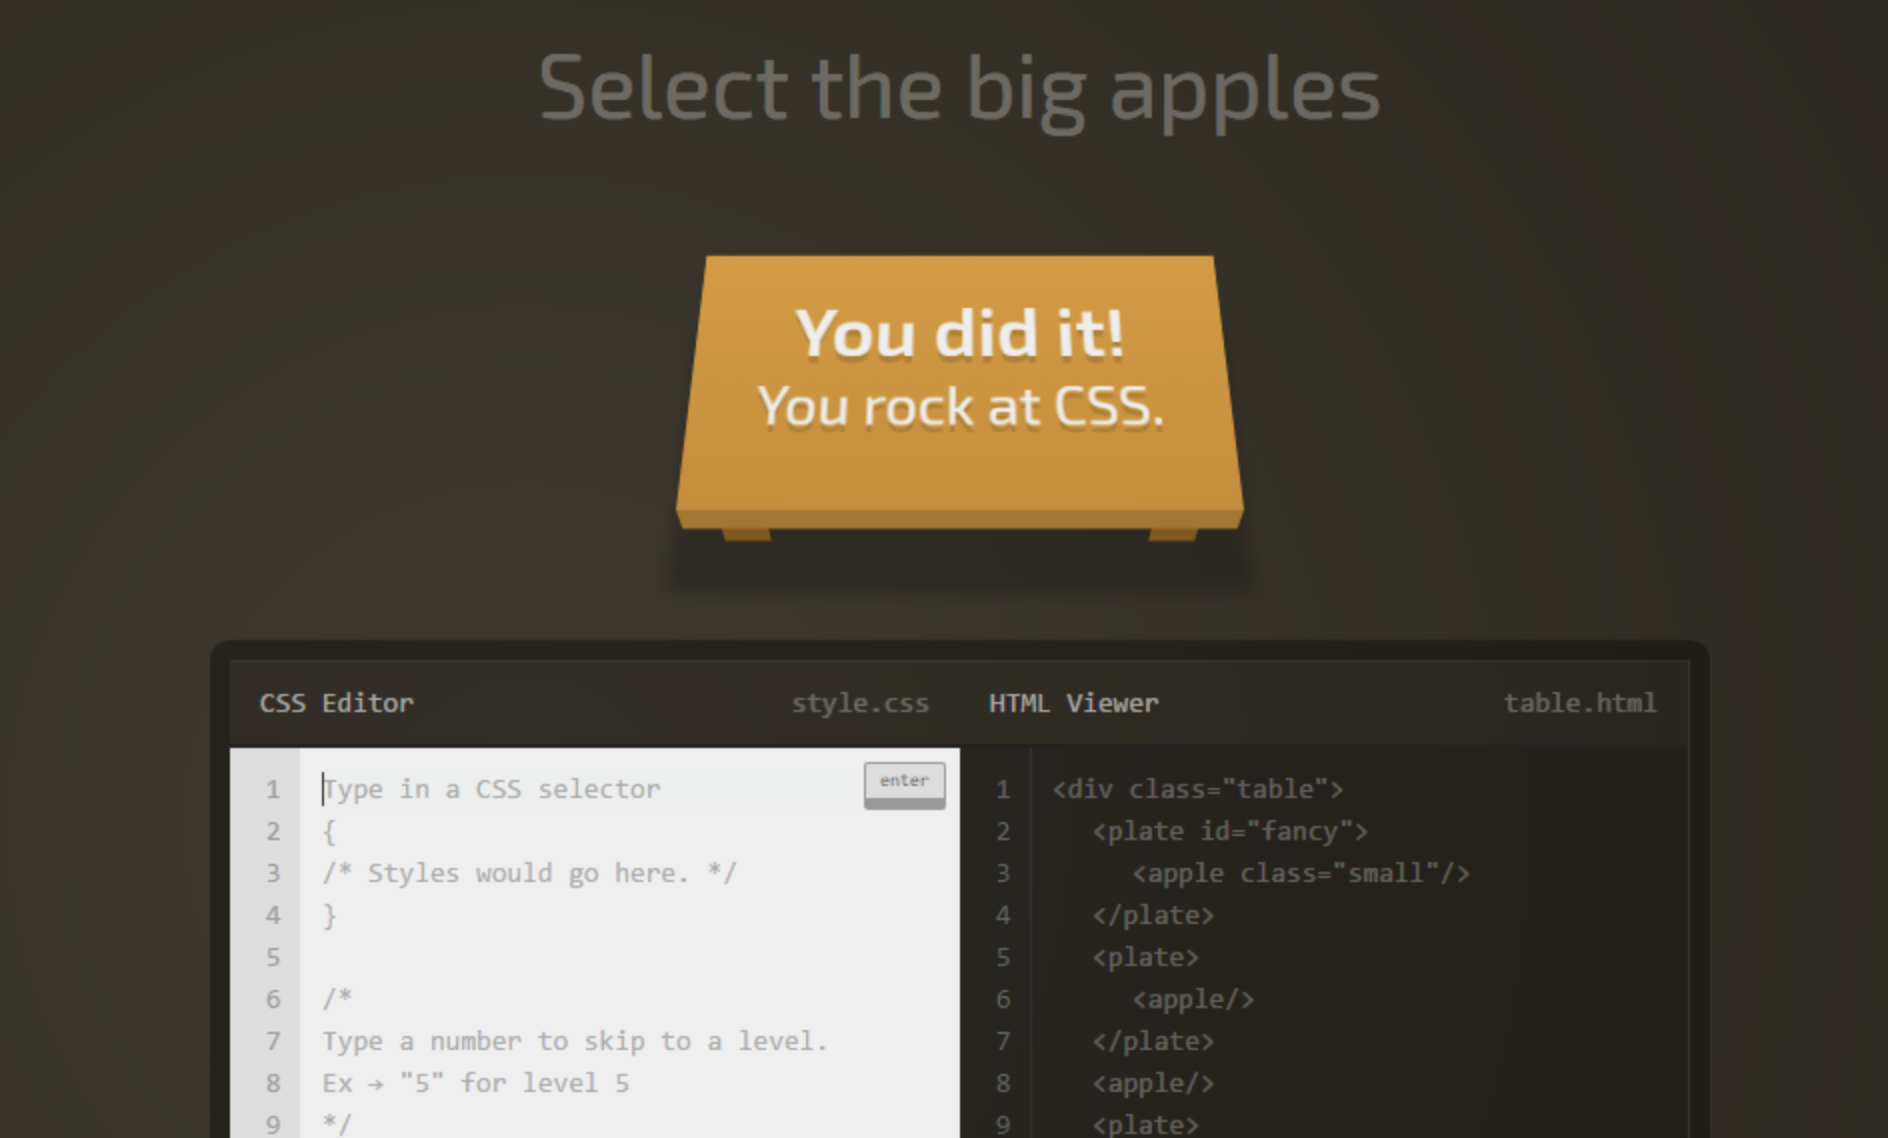 Select the big apples
You did it!
You rock at CSS.
CSS Editor style.css
HTML Viewer table.html
1 Type in a CSS selector enter
2 {
3 /* Styles would go here. */
4 }
5
6 /*
7 Type a number to skip to a level.
8 Ex → "5" for level 5
9 */
1 <div class="table">
2 <plate id="fancy">
3 <apple class="small"/>
4 </plate>
5 <plate>
6 <apple/>
7 </plate>
8 <apple/>
9 <plate>